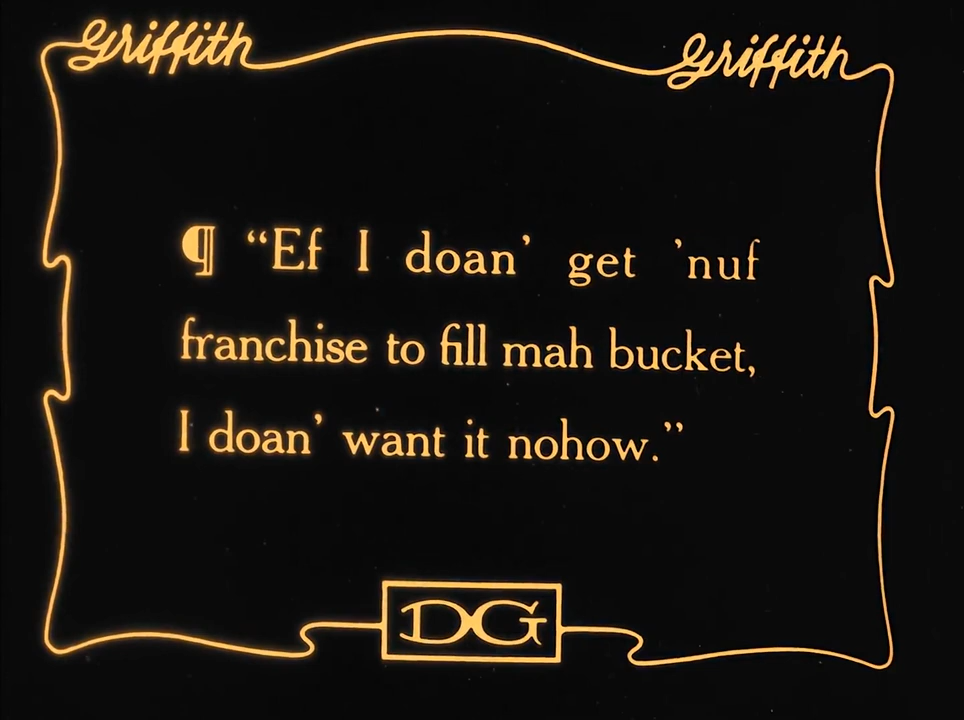 Griffith Griffith
¶ “Ef I doan’ get ’nuf
franchise to fill mah bucket,
I doan’ want it nohow.”
DG